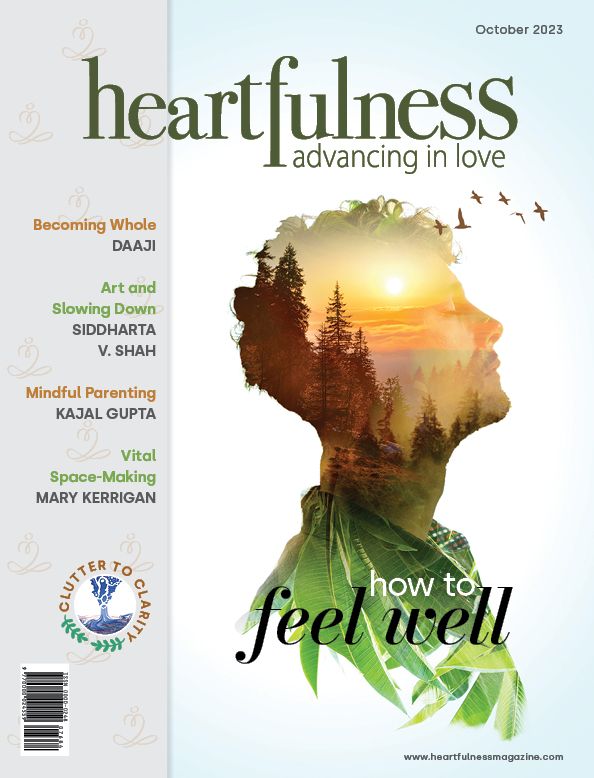 October 2023
heartfulness
advancing in love
Becoming Whole
DAAJI
Art and
Slowing Down
SIDDHARTA
V. SHAH
Mindful Parenting
KAJAL GUPTA
Vital
Space-Making
MARY KERRIGAN
CLUTTER TO CLARITY
how to
feel well
www.heartfulnessmagazine.com